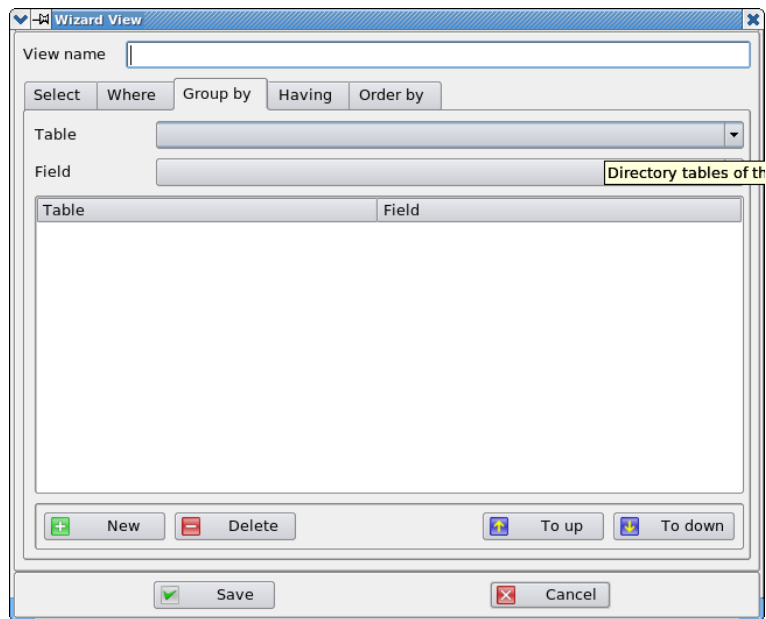 Wizard View
View name
Select Where Group by Having Order by
Table
Field
Directory tables of
Table Field
New Delete To up To down
Save Cancel